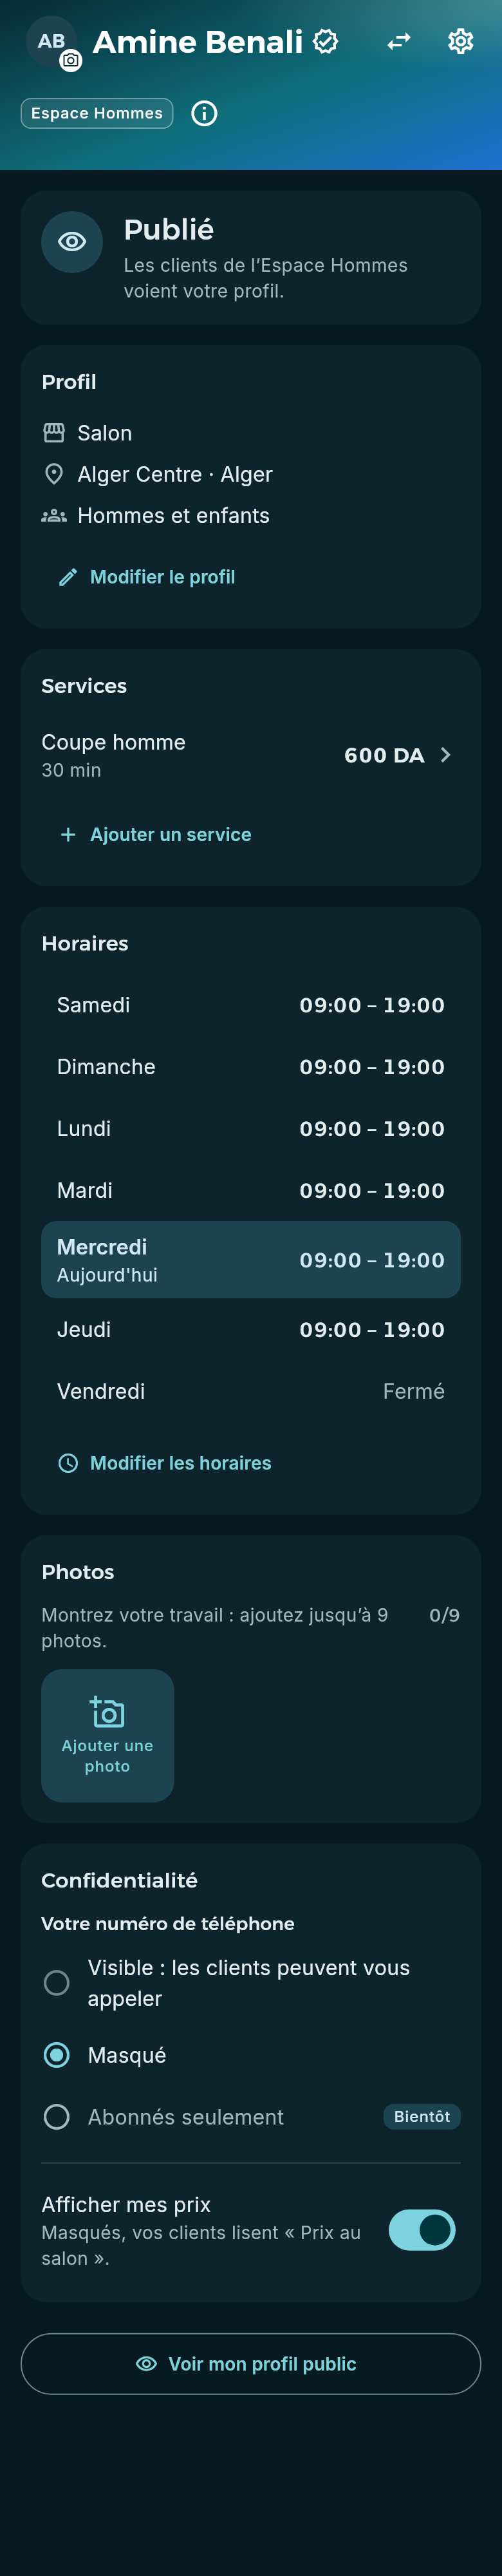 AB
Amine Benali
Espace Hommes
Publié
Les clients de l’Espace Hommes
voient votre profil.
Profil
Salon
Alger Centre · Alger
Hommes et enfants
Modifier le profil
Services
Coupe homme
600 DA
30 min
Ajouter un service
Horaires
Samedi 09:00 – 19:00
Dimanche 09:00 – 19:00
Lundi 09:00 – 19:00
Mardi 09:00 – 19:00
Mercredi 09:00 – 19:00
Aujourd'hui
Jeudi 09:00 – 19:00
Vendredi Fermé
Modifier les horaires
Photos
Montrez votre travail : ajoutez jusqu’à 9 0/9
photos.
Ajouter une
photo
Confidentialité
Votre numéro de téléphone
Visible : les clients peuvent vous
appeler
Masqué
Abonnés seulement Bientôt
Afficher mes prix
Masqués, vos clients lisent « Prix au
salon ».
Voir mon profil public